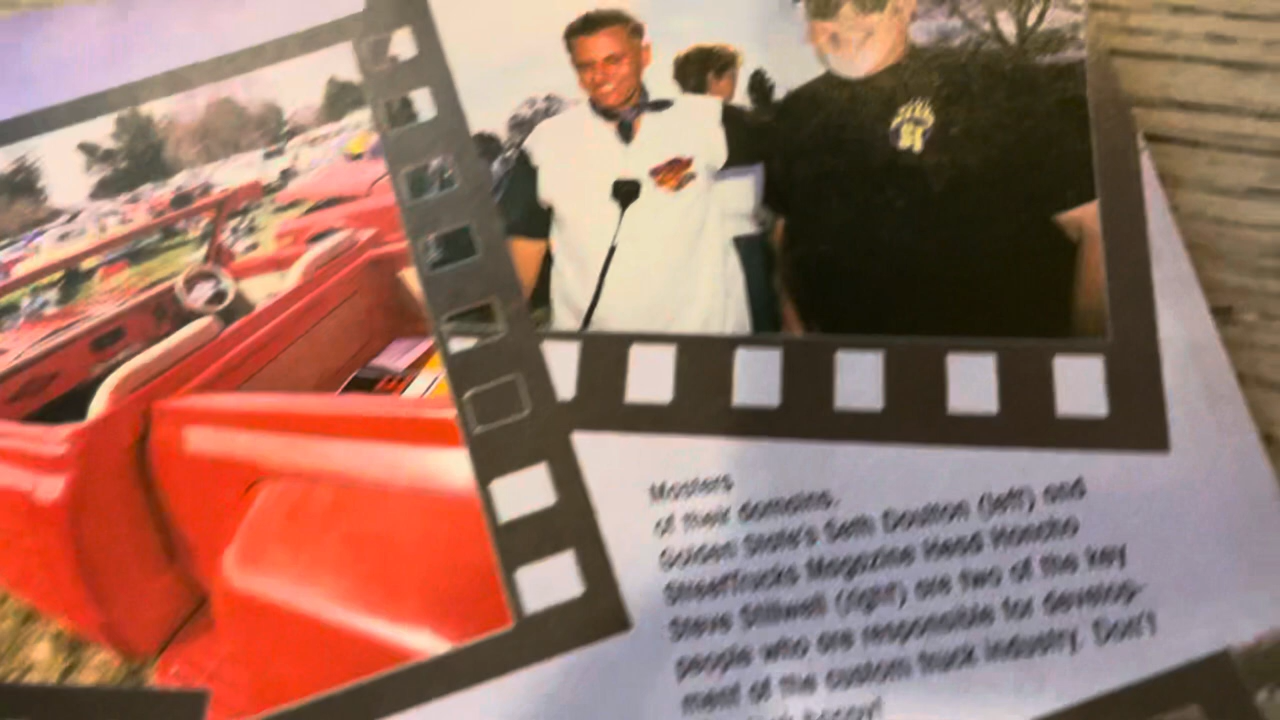 Masters
of their domains.
Golden State's Seth Doulton (left) and
StreetTrucks Magazine Head Honcho
Steve Stillwell (right) are two of the key
people who are responsible for develop-
ment of the custom truck industry. Don't
happy!